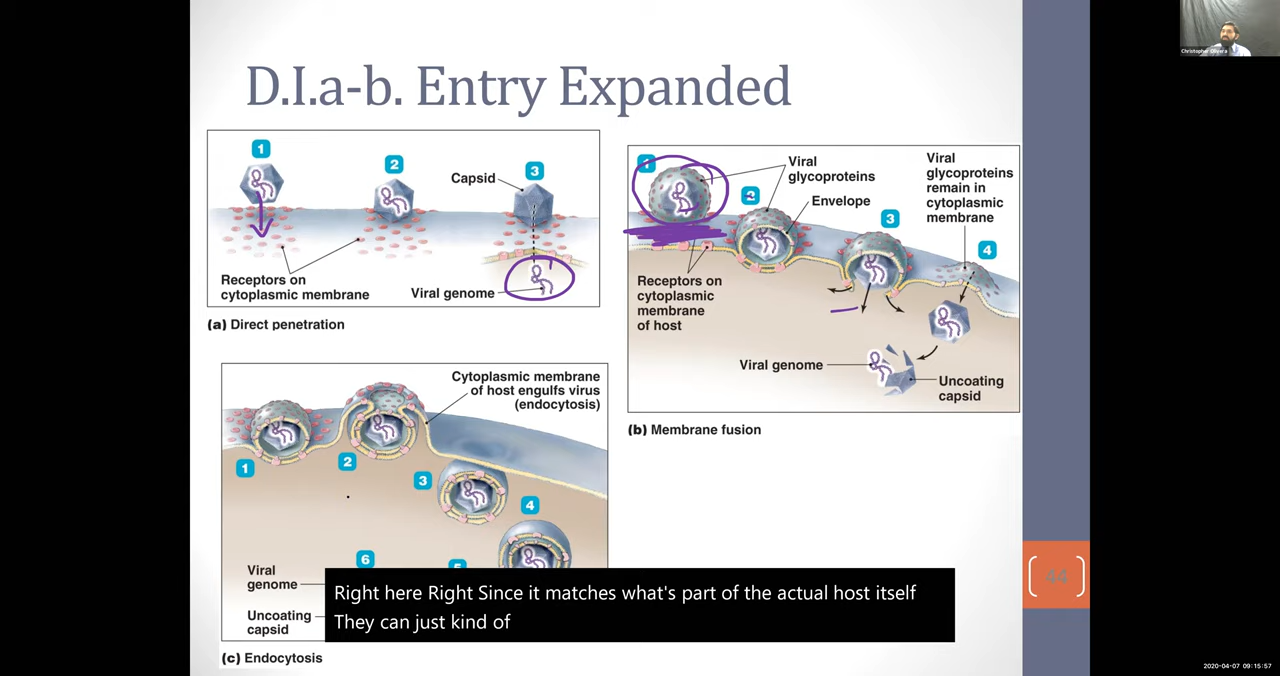 Christopher Olivera
D.I.a-b. Entry Expanded
1
2
3
Capsid
Receptors on
cytoplasmic membrane
Viral genome
(a) Direct penetration
1
2
3
4
Viral
glycoproteins
Envelope
Viral
glycoproteins
remain in
cytoplasmic
membrane
Receptors on
cytoplasmic
membrane
of host
Viral genome
Uncoating
capsid
(b) Membrane fusion
Cytoplasmic membrane
of host engulfs virus
(endocytosis)
1
2
3
4
5
6
Viral
genome
Uncoating
capsid
(c) Endocytosis
44
Right here Right Since it matches what's part of the actual host itself
They can just kind of
2020-04-07 09:15:57